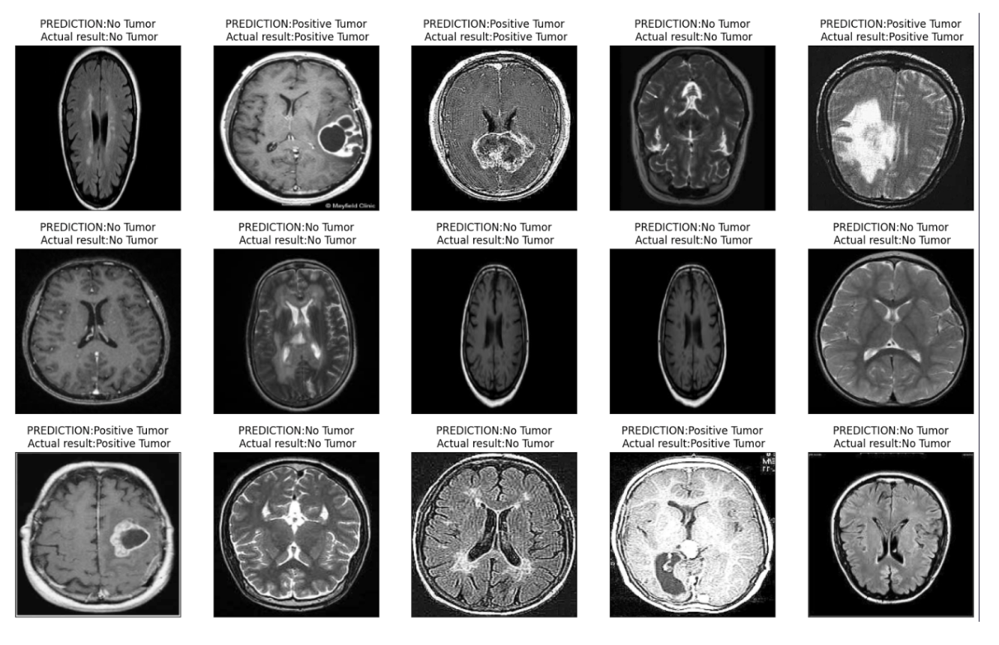 PREDICTION:No Tumor
Actual result:No Tumor
PREDICTION:Positive Tumor
Actual result:Positive Tumor
PREDICTION:Positive Tumor
Actual result:Positive Tumor
PREDICTION:No Tumor
Actual result:No Tumor
PREDICTION:Positive Tumor
Actual result:Positive Tumor
© Mayfield Clinic
PREDICTION:No Tumor
Actual result:No Tumor
PREDICTION:No Tumor
Actual result:No Tumor
PREDICTION:No Tumor
Actual result:No Tumor
PREDICTION:No Tumor
Actual result:No Tumor
PREDICTION:No Tumor
Actual result:No Tumor
PREDICTION:Positive Tumor
Actual result:Positive Tumor
PREDICTION:No Tumor
Actual result:No Tumor
PREDICTION:No Tumor
Actual result:No Tumor
PREDICTION:Positive Tumor
Actual result:Positive Tumor
PREDICTION:No Tumor
Actual result:No Tumor